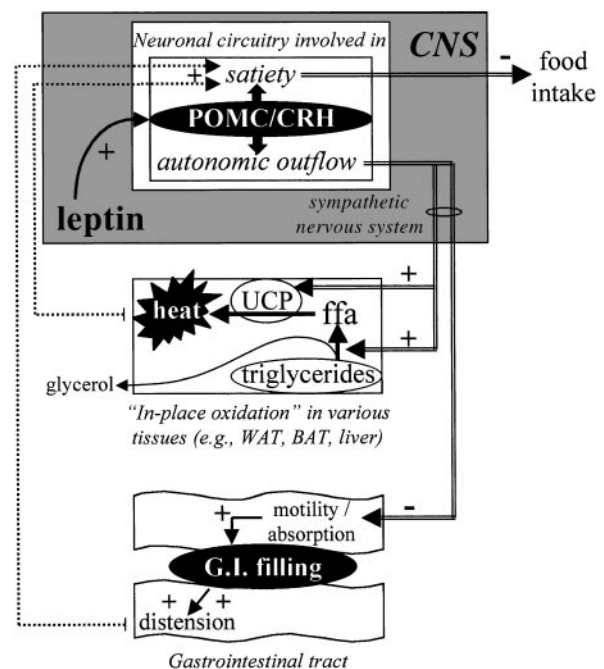 Neuronal circuitry involved in
CNS
-
food
intake
+
satiety
POMC/CRH
+
autonomic outflow
leptin
sympathetic
nervous system
+
heat
UCP
ffa
+
glycerol
triglycerides
“In-place oxidation” in various
tissues (e.g., WAT, BAT, liver)
-
+
motility /
absorption
G.I. filling
+ +
distension
Gastrointestinal tract